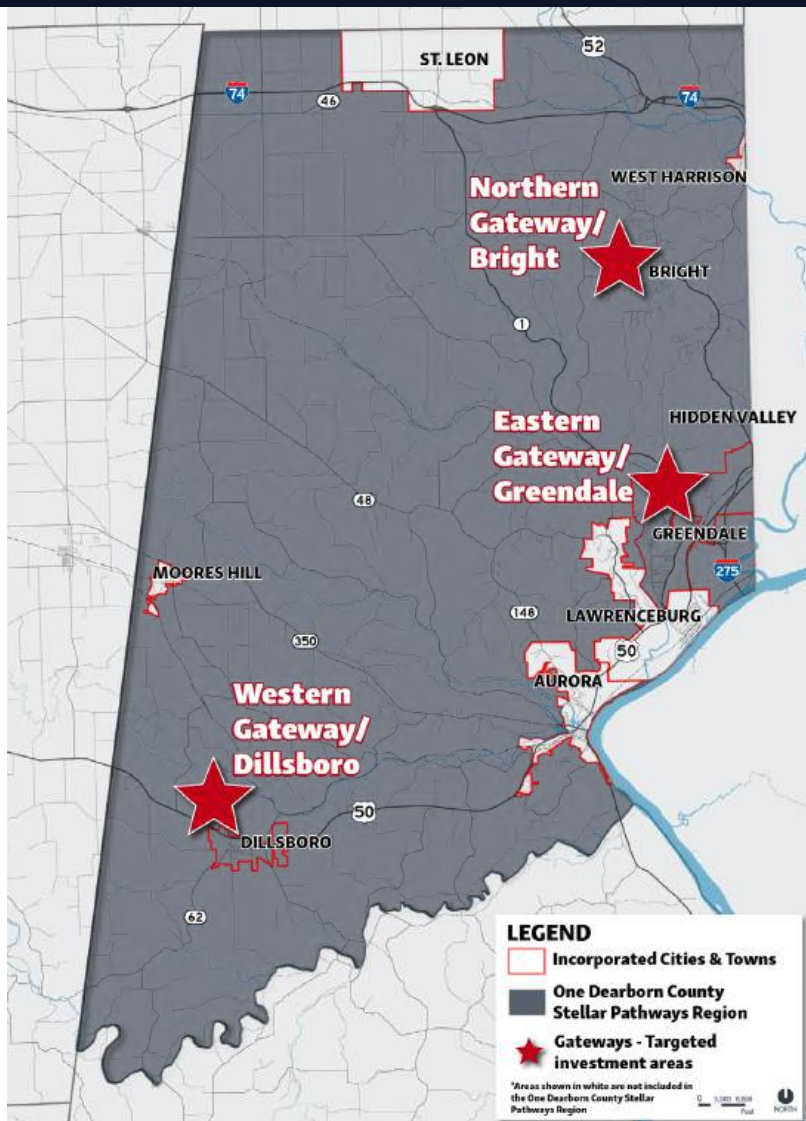 ST. LEON
52
74
46
74
WEST HARRISON
Northern
Gateway/
Bright
BRIGHT
1
HIDDEN VALLEY
Eastern
Gateway/
Greendale
48
GREENDALE
MOORES HILL
275
148
LAWRENCEBURG
350
50
AURORA
Western
Gateway/
Dillsboro
50
DILLSBORO
62
LEGEND
Incorporated Cities & Towns
One Dearborn County
Stellar Pathways Region
Gateways - Targeted
investment areas
*Areas shown in white are not included in
the One Dearborn County Stellar
Pathways Region
0
Feet
NORTH